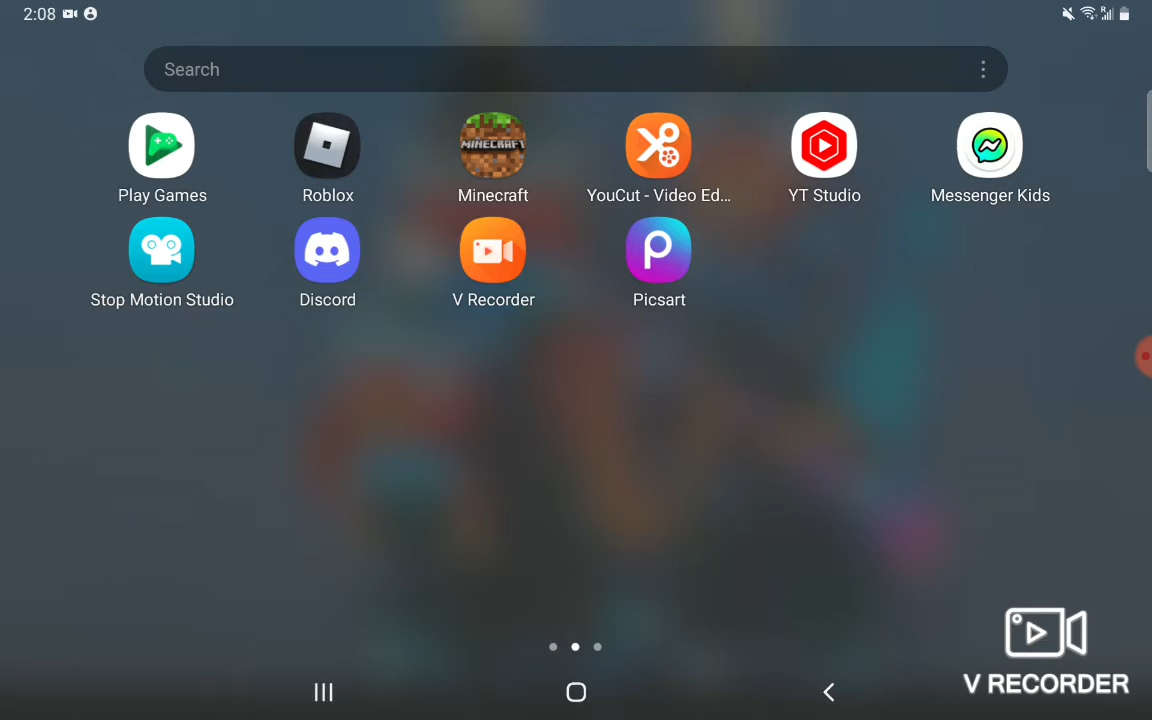 2:08
Search
MINECRAFT
Play Games
Roblox
Minecraft
YouCut - Video Ed...
YT Studio
Messenger Kids
Stop Motion Studio
Discord
V Recorder
Picsart
V RECORDER